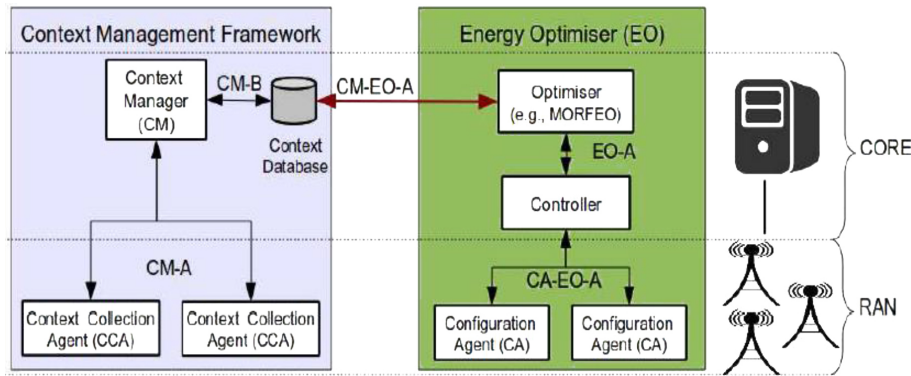 Context Management Framework
Energy Optimiser (EO)
Context
Manager
(CM)
CM-B
Context
Database
CM-EO-A
Optimiser
(e.g., MORFEO)
EO-A
Controller
CORE
CM-A
CA-EO-A
Context Collection
Agent (CCA)
Context Collection
Agent (CCA)
Configuration
Agent (CA)
Configuration
Agent (CA)
RAN